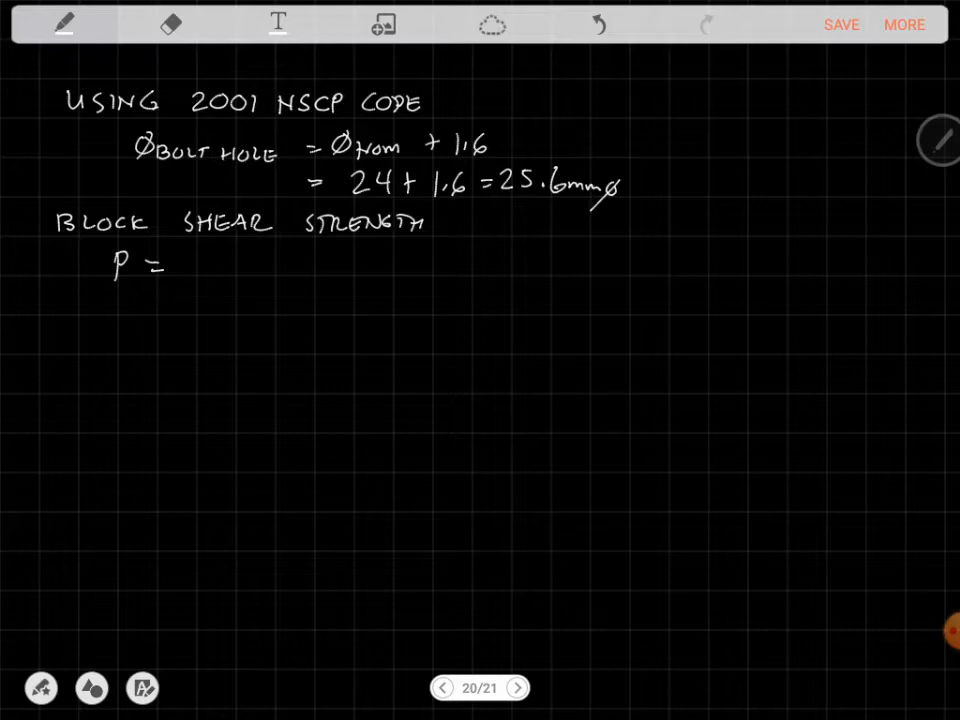 T SAVE MORE
USING 2001 NSCP CODE
ØBOLT HOLE = ØNOM + 1.6
= 24 + 1.6 = 25.6mmø
BLOCK SHEAR STRENGTH
P =
20/21